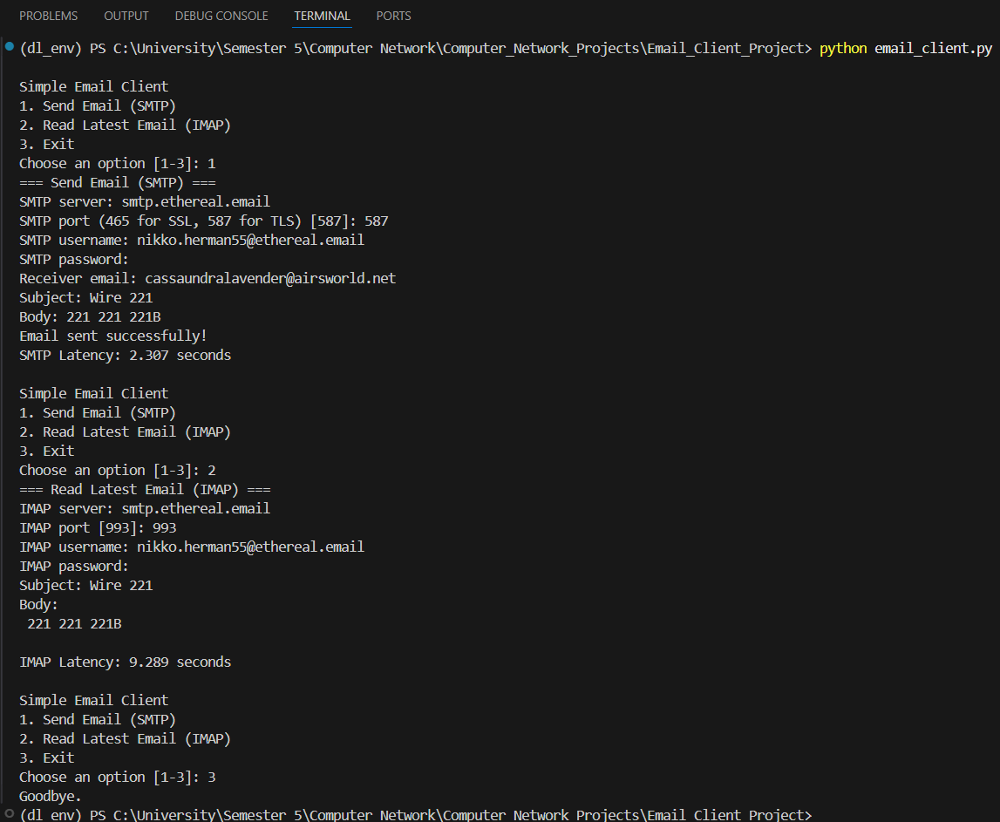 PROBLEMS OUTPUT DEBUG CONSOLE TERMINAL PORTS
(dl_env) PS C:\University\Semester 5\Computer Network\Computer_Network_Projects\Email_Client_Project> python email_client.py
Simple Email Client
1. Send Email (SMTP)
2. Read Latest Email (IMAP)
3. Exit
Choose an option [1-3]: 1
=== Send Email (SMTP) ===
SMTP server: smtp.ethereal.email
SMTP port (465 for SSL, 587 for TLS) [587]: 587
SMTP username: nikko.herman55@ethereal.email
SMTP password:
Receiver email: cassaundralavender@airsworld.net
Subject: Wire 221
Body: 221 221 221B
Email sent successfully!
SMTP Latency: 2.307 seconds
Simple Email Client
1. Send Email (SMTP)
2. Read Latest Email (IMAP)
3. Exit
Choose an option [1-3]: 2
=== Read Latest Email (IMAP) ===
IMAP server: smtp.ethereal.email
IMAP port [993]: 993
IMAP username: nikko.herman55@ethereal.email
IMAP password:
Subject: Wire 221
Body:
221 221 221B
IMAP Latency: 9.289 seconds
Simple Email Client
1. Send Email (SMTP)
2. Read Latest Email (IMAP)
3. Exit
Choose an option [1-3]: 3
Goodbye.
(dl_env) PS C:\University\Semester 5\Computer Network\Computer_Network_Projects\Email_Client_Project>